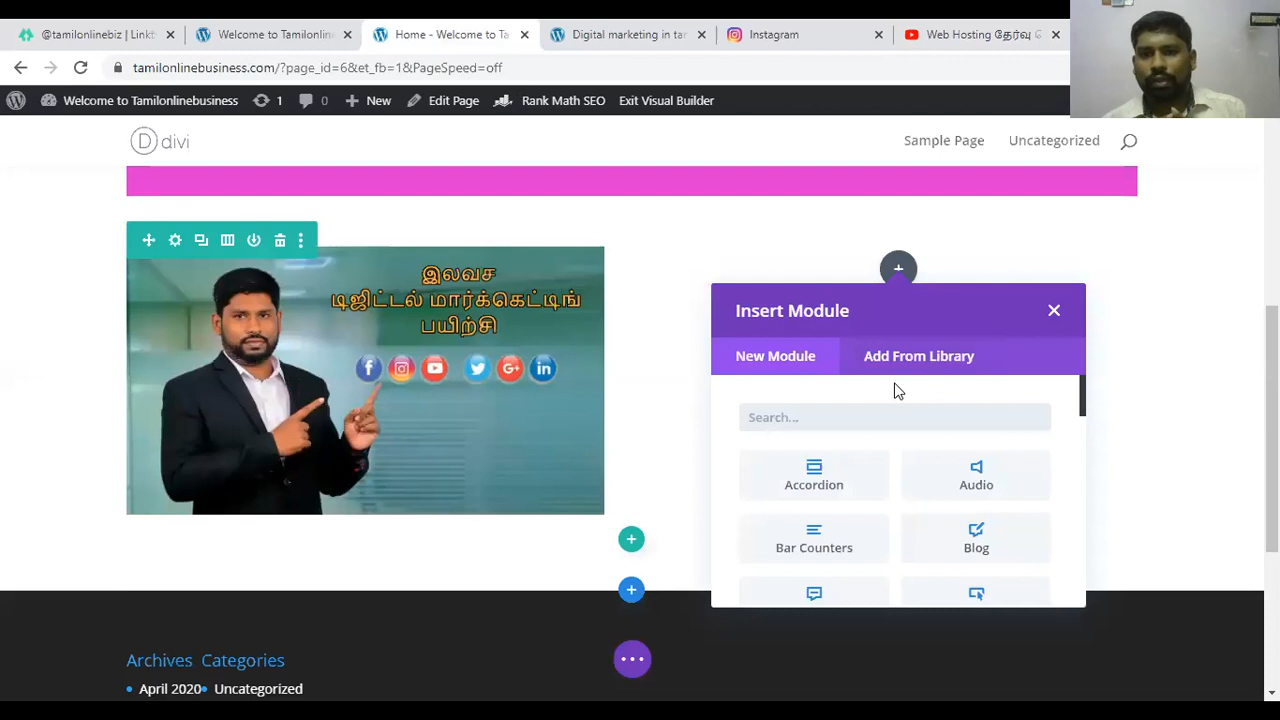 @tamilonlinebiz | Linkt
Welcome to Tamilonlin
Home - Welcome to Ta
Digital marketing in tar
Instagram
Web Hosting தேர்வு
tamilonlinebusiness.com/?page_id=6&et_fb=1&PageSpeed=off
Welcome to Tamilonlinebusiness
1
0
New
Edit Page
Rank Math SEO
Exit Visual Builder
D divi
Sample Page
Uncategorized
இலவச
டிஜிட்டல் மார்க்கெட்டிங்
பயிற்சி
Insert Module
New Module
Add From Library
Search...
Accordion
Audio
Bar Counters
Blog
Archives
Categories
April 2020
Uncategorized